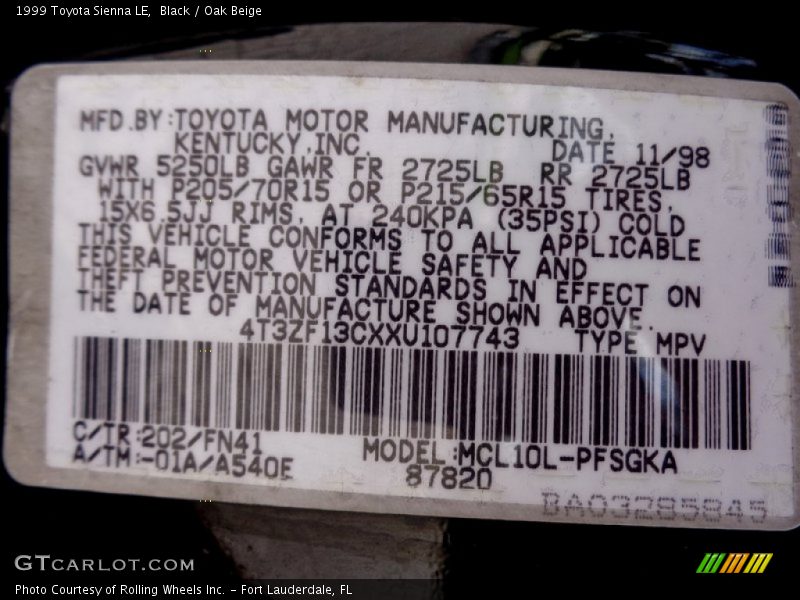 1999 Toyota Sienna LE,  Black / Oak Beige
MFD.BY:TOYOTA MOTOR MANUFACTURING,
KENTUCKY,INC. DATE 11/98
GVWR 5250LB GAWR FR 2725LB RR 2725LB
WITH P205/70R15 OR P215/65R15 TIRES,
15X6.5JJ RIMS, AT 240KPA (35PSI) COLD
THIS VEHICLE CONFORMS TO ALL APPLICABLE
FEDERAL MOTOR VEHICLE SAFETY AND
THEFT PREVENTION STANDARDS IN EFFECT ON
THE DATE OF MANUFACTURE SHOWN ABOVE.
4T3ZF13CXXU107743 TYPE MPV
C/TR:202/FN41 MODEL:MCL10L-PFSGKA
A/TM:-01A/A540E 87820
BA03285845
GTCARLOT.COM
Photo Courtesy of Rolling Wheels Inc. – Fort Lauderdale, FL